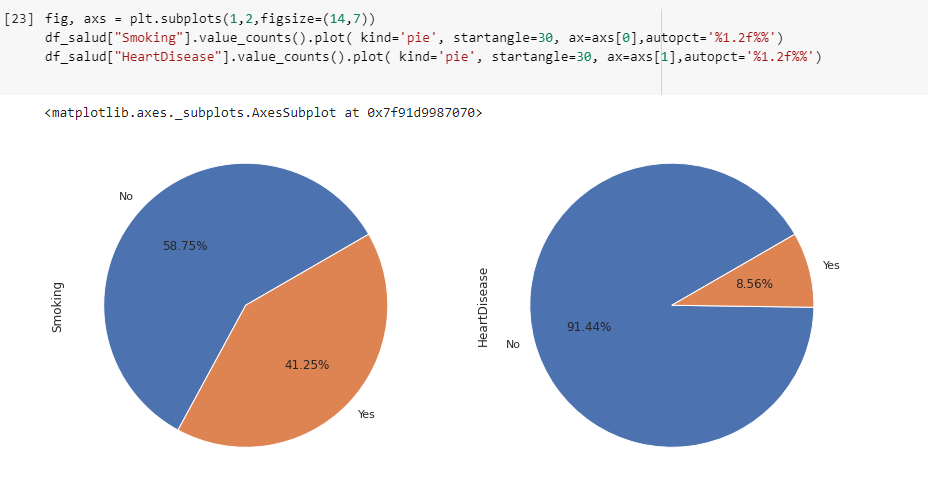 [23] fig, axs = plt.subplots(1,2,figsize=(14,7))
df_salud["Smoking"].value_counts().plot( kind='pie', startangle=30, ax=axs[0],autopct='%1.2f%%')
df_salud["HeartDisease"].value_counts().plot( kind='pie', startangle=30, ax=axs[1],autopct='%1.2f%%')
<matplotlib.axes._subplots.AxesSubplot at 0x7f91d9987070>
No
58.75%
Smoking
41.25%
Yes
Yes
8.56%
HeartDisease
91.44%
No